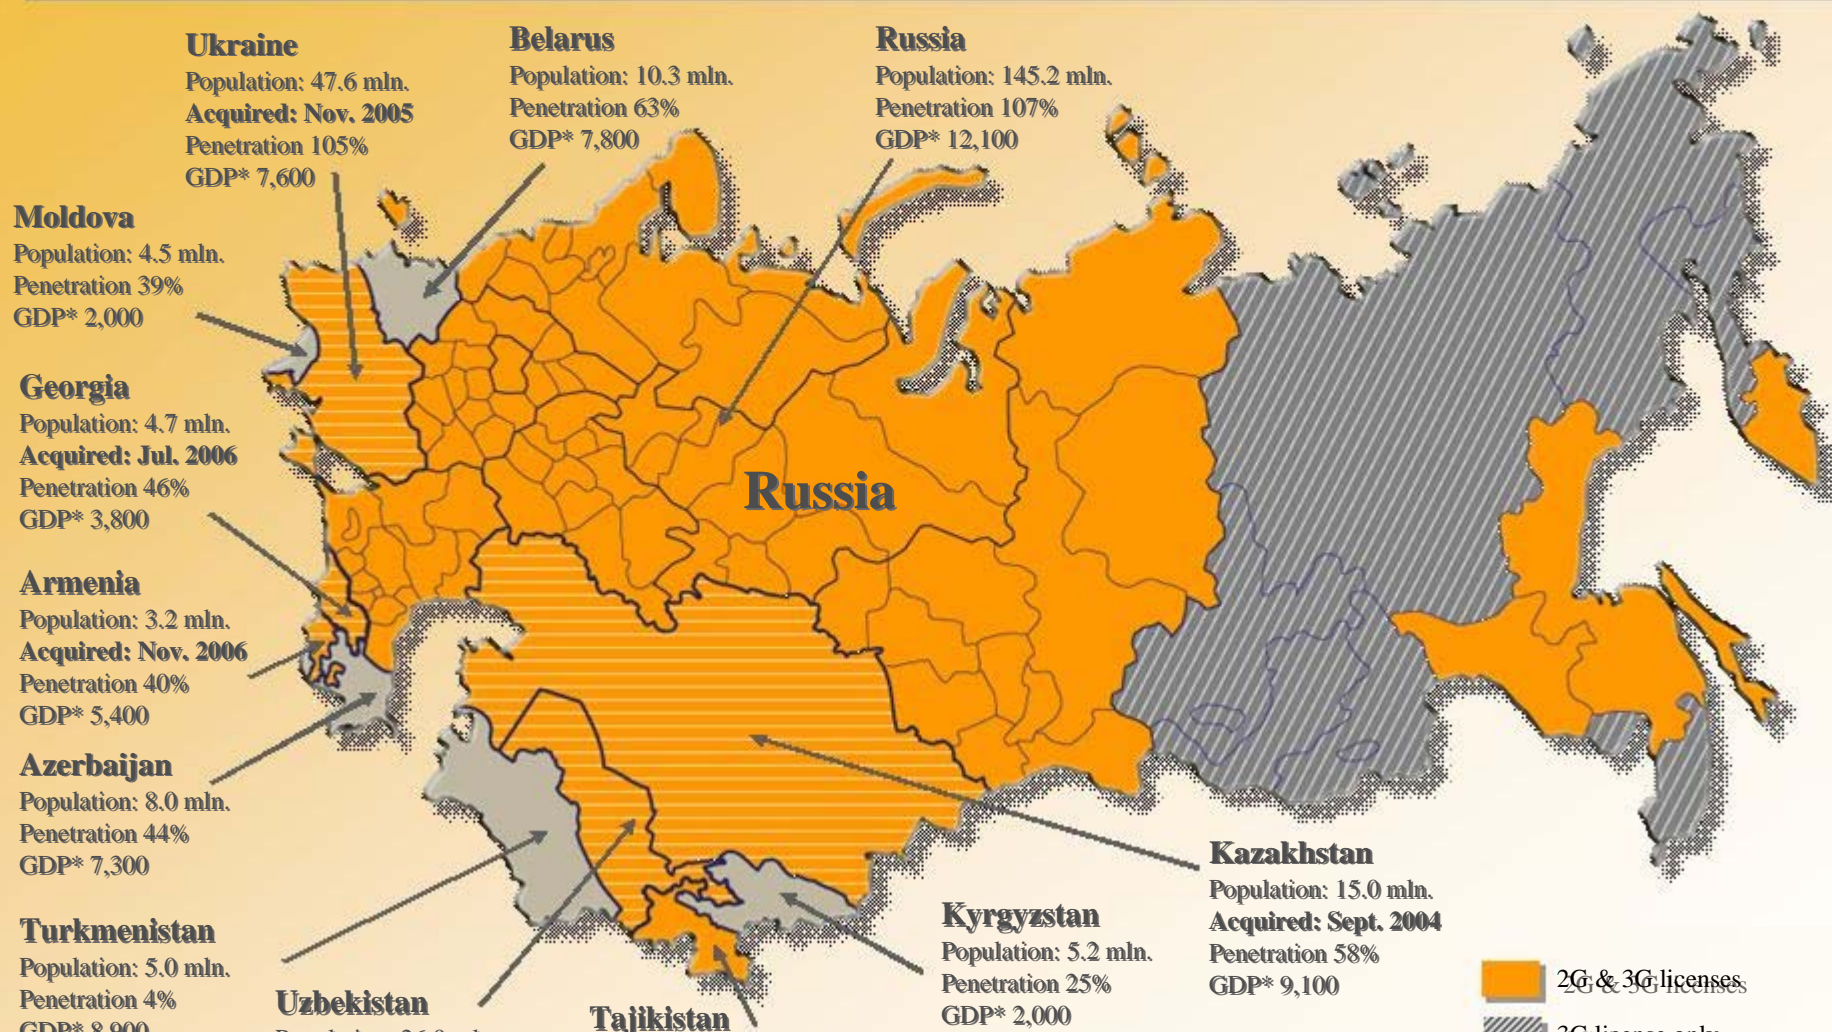 Ukraine
Population: 47.6 mln.
Acquired: Nov. 2005
Penetration 105%
GDP* 7,600
Belarus
Population: 10.3 mln.
Penetration 63%
GDP* 7,800
Russia
Population: 145.2 mln.
Penetration 107%
GDP* 12,100
Moldova
Population: 4.5 mln.
Penetration 39%
GDP* 2,000
Georgia
Population: 4.7 mln.
Acquired: Jul. 2006
Penetration 46%
GDP* 3,800
Russia
Armenia
Population: 3.2 mln.
Acquired: Nov. 2006
Penetration 40%
GDP* 5,400
Azerbaijan
Population: 8.0 mln.
Penetration 44%
GDP* 7,300
Turkmenistan
Population: 5.0 mln.
Penetration 4%
GDP* 8,900
Uzbekistan
Tajikistan
Kyrgyzstan
Population: 5.2 mln.
Penetration 25%
GDP* 2,000
Kazakhstan
Population: 15.0 mln.
Acquired: Sept. 2004
Penetration 58%
GDP* 9,100
2G & 3G licenses
3G license only